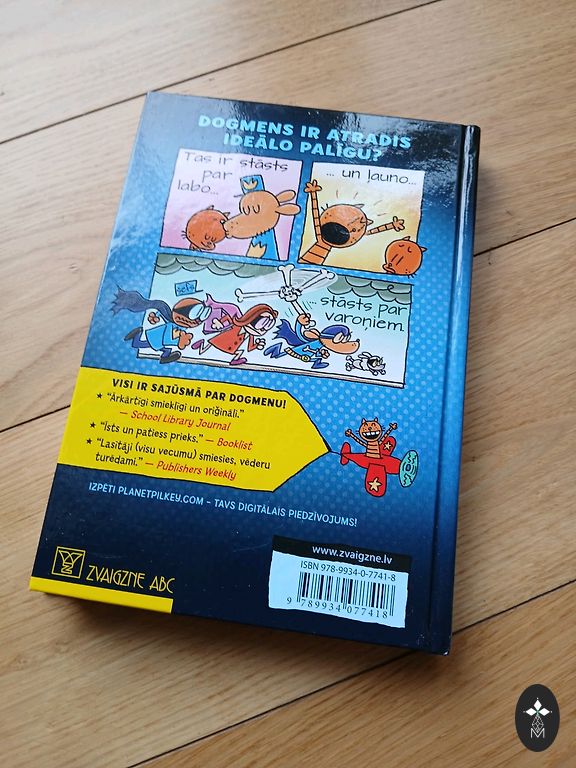 DOGMENS IR ATRADIS
IDEĀLO PALĪGU?
Tas ir stāsts
par
labo...
... un ļauno...
... stāsts par
varoņiem.
VISI IR SAJŪSMĀ PAR DOGMENU!
★ “Ārkārtīgi smieklīgi un oriģināli.”
— School Library Journal
★ “Īsts un patiess prieks.” — Booklist
★ “Lasītāji (visu vecumu) smiesies, vēderu
turēdami.” — Publishers Weekly
IZPĒTI PLANETPILKEY.COM – TAVS DIGITĀLAIS PIEDZĪVOJUMS!
ZVAIGZNE ABC
www.zvaigzne.lv
ISBN 978-9934-0-7741-8
9 789934 077418
M